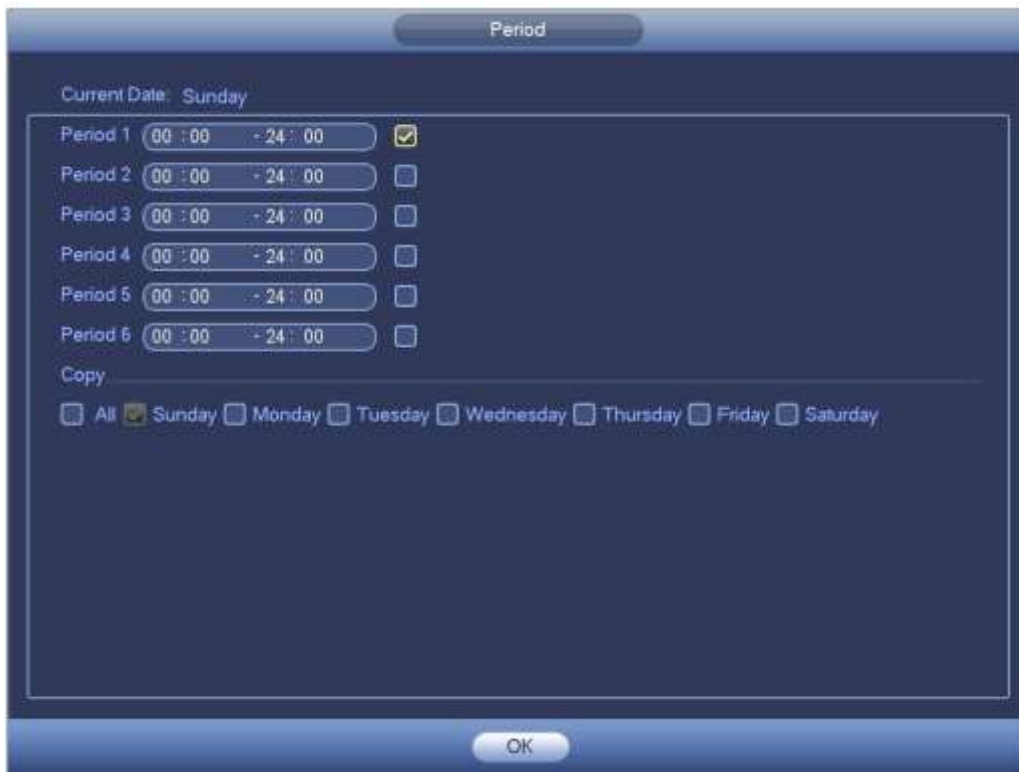 Period
Current Date: Sunday
Period 1 00 : 00 - 24 : 00
Period 2 00 : 00 - 24 : 00
Period 3 00 : 00 - 24 : 00
Period 4 00 : 00 - 24 : 00
Period 5 00 : 00 - 24 : 00
Period 6 00 : 00 - 24 : 00
Copy
All Sunday Monday Tuesday Wednesday Thursday Friday Saturday
OK